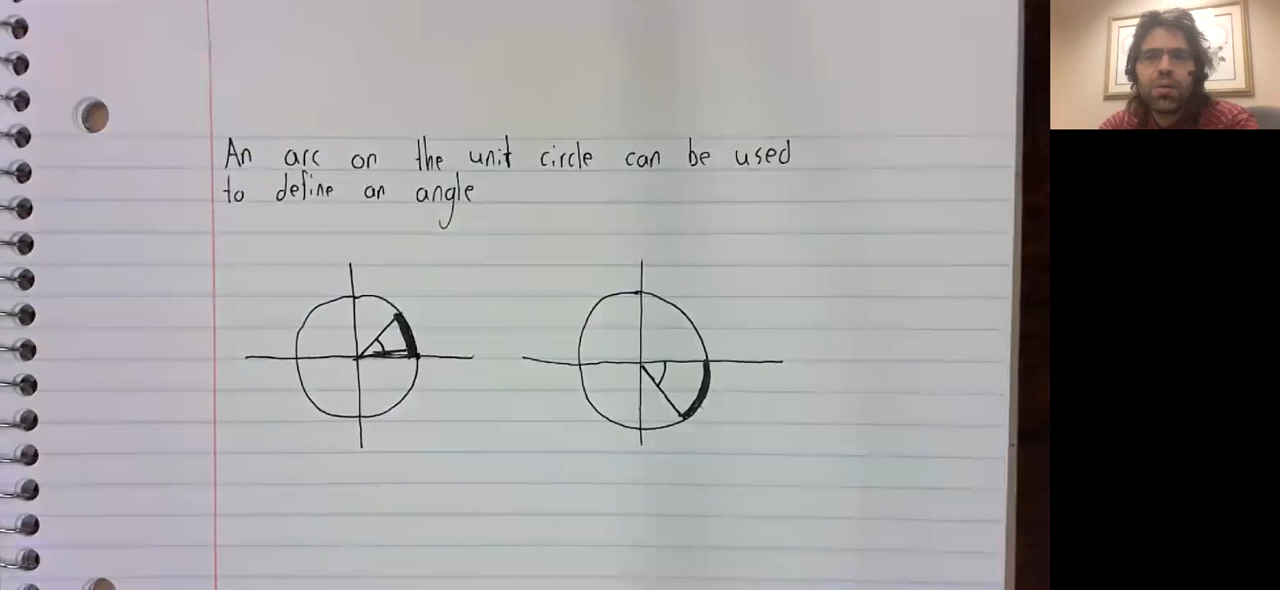 An arc on the unit circle can be used
to define an angle